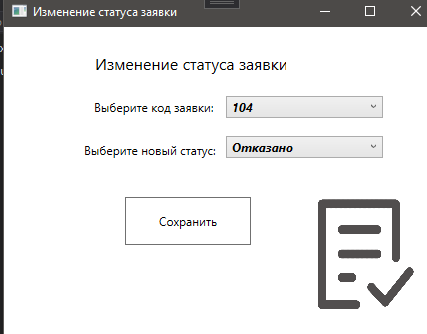 Изменение статуса заявки
Изменение статуса заявки
Выберите код заявки: 104
Выберите новый статус: Отказано
Сохранить